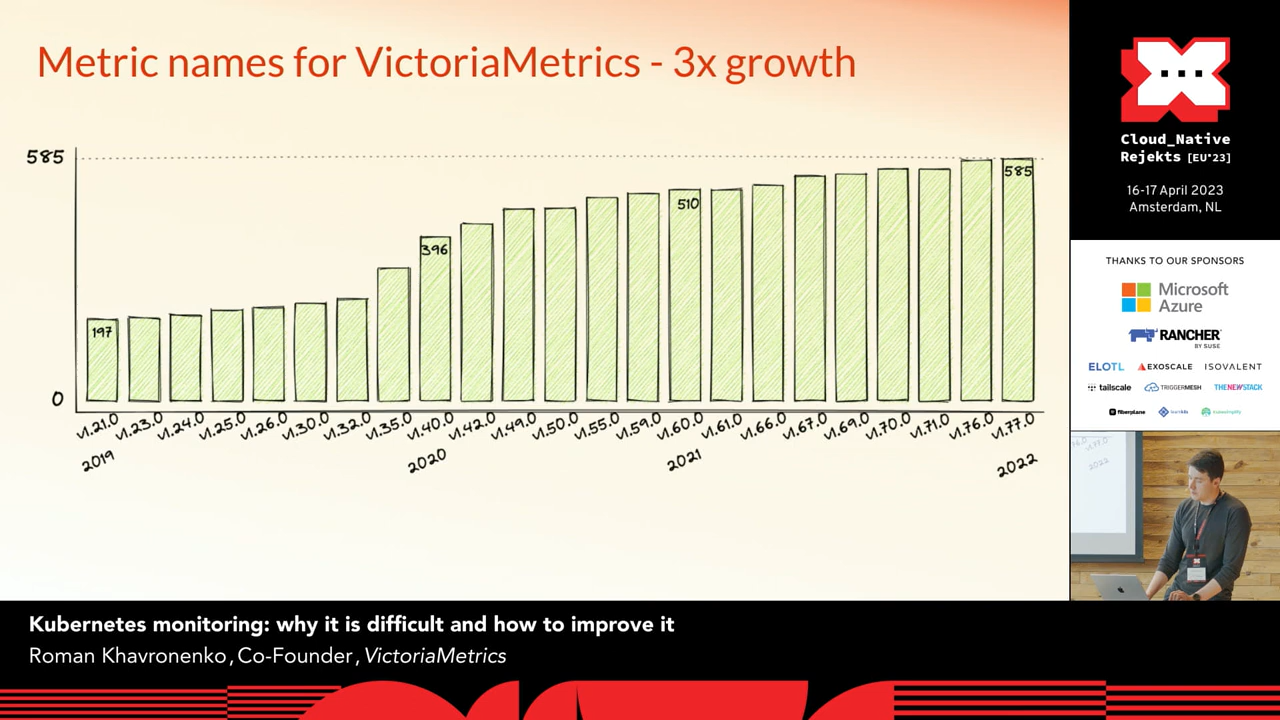 Metric names for VictoriaMetrics - 3x growth
585
585
510
396
197
0
v1.21.0 v1.23.0 v1.24.0 v1.25.0 v1.26.0 v1.30.0 v1.32.0 v1.35.0 v1.40.0 v1.42.0 v1.49.0 v1.50.0 v1.55.0 v1.59.0 v1.60.0 v1.61.0 v1.66.0 v1.67.0 v1.69.0 v1.70.0 v1.71.0 v1.76.0 v1.77.0
2019 2020 2021 2022
Cloud_Native
Rejekts [EU"23]
16-17 April 2023
Amsterdam, NL
THANKS TO OUR SPONSORS
Microsoft
Azure
RANCHER
BY SUSE
ELOTL EXOSCALE ISOVALENT
tailscale TRIGGERMESH THENEWSTACK
fiberplane
2022
Kubernetes monitoring: why it is difficult and how to improve it
Roman Khavronenko, Co-Founder, VictoriaMetrics